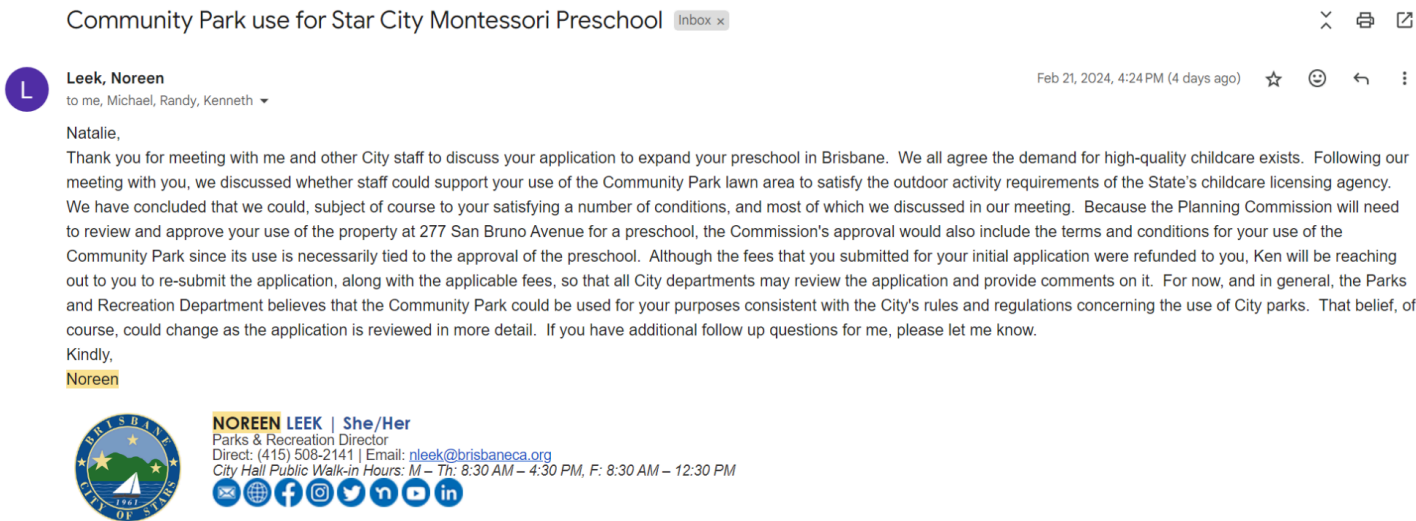 Community Park use for Star City Montessori Preschool Inbox ×
L
Leek, Noreen
Feb 21, 2024, 4:24 PM (4 days ago)
to me, Michael, Randy, Kenneth
Natalie,
Thank you for meeting with me and other City staff to discuss your application to expand your preschool in Brisbane.  We all agree the demand for high-quality childcare exists.  Following our
meeting with you, we discussed whether staff could support your use of the Community Park lawn area to satisfy the outdoor activity requirements of the State's childcare licensing agency.
We have concluded that we could, subject of course to your satisfying a number of conditions, and most of which we discussed in our meeting.  Because the Planning Commission will need
to review and approve your use of the property at 277 San Bruno Avenue for a preschool, the Commission's approval would also include the terms and conditions for your use of the
Community Park since its use is necessarily tied to the approval of the preschool.  Although the fees that you submitted for your initial application were refunded to you, Ken will be reaching
out to you to re-submit the application, along with the applicable fees, so that all City departments may review the application and provide comments on it.  For now, and in general, the Parks
and Recreation Department believes that the Community Park could be used for your purposes consistent with the City's rules and regulations concerning the use of City parks.  That belief, of
course, could change as the application is reviewed in more detail.  If you have additional follow up questions for me, please let me know.
Kindly,
Noreen
BRISBANE
1961
CITY OF STARS
NOREEN LEEK | She/Her
Parks & Recreation Director
Direct: (415) 508-2141 | Email: nleek@brisbaneca.org
City Hall Public Walk-in Hours: M – Th: 8:30 AM – 4:30 PM, F: 8:30 AM – 12:30 PM